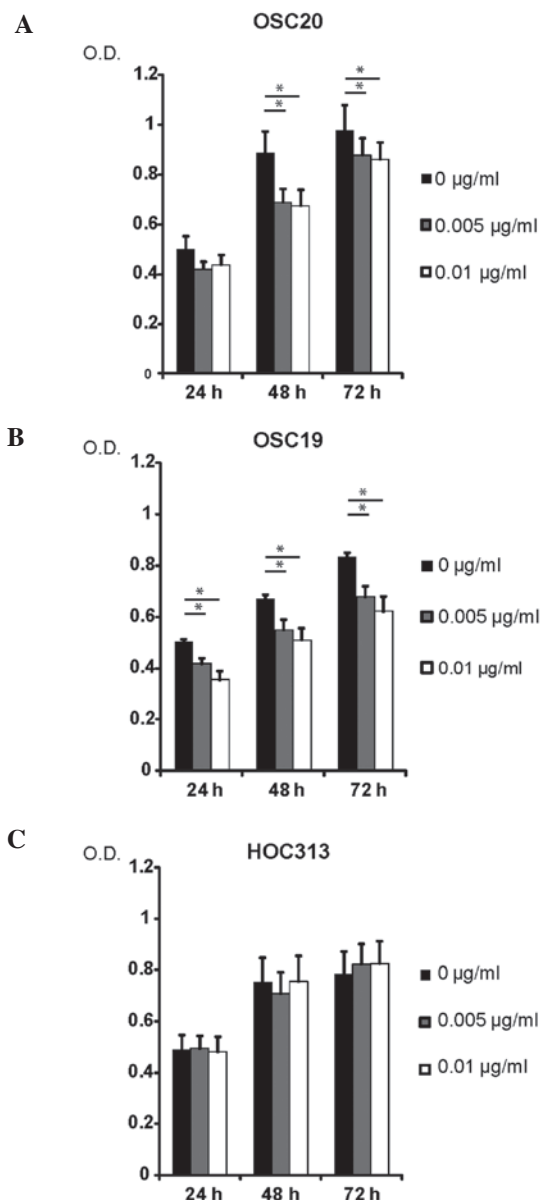 A
OSC20
O.D.
1.2
1
0.8
0.6
0.4
0.2
0
* *
* *
24 h 48 h 72 h
0 µg/ml
0.005 µg/ml
0.01 µg/ml
B
OSC19
O.D.
1.2
1
0.8
0.6
0.4
0.2
0
* *
* *
* *
24 h 48 h 72 h
0 µg/ml
0.005 µg/ml
0.01 µg/ml
C
HOC313
O.D.
1.2
1
0.8
0.6
0.4
0.2
0
24 h 48 h 72 h
0 µg/ml
0.005 µg/ml
0.01 µg/ml